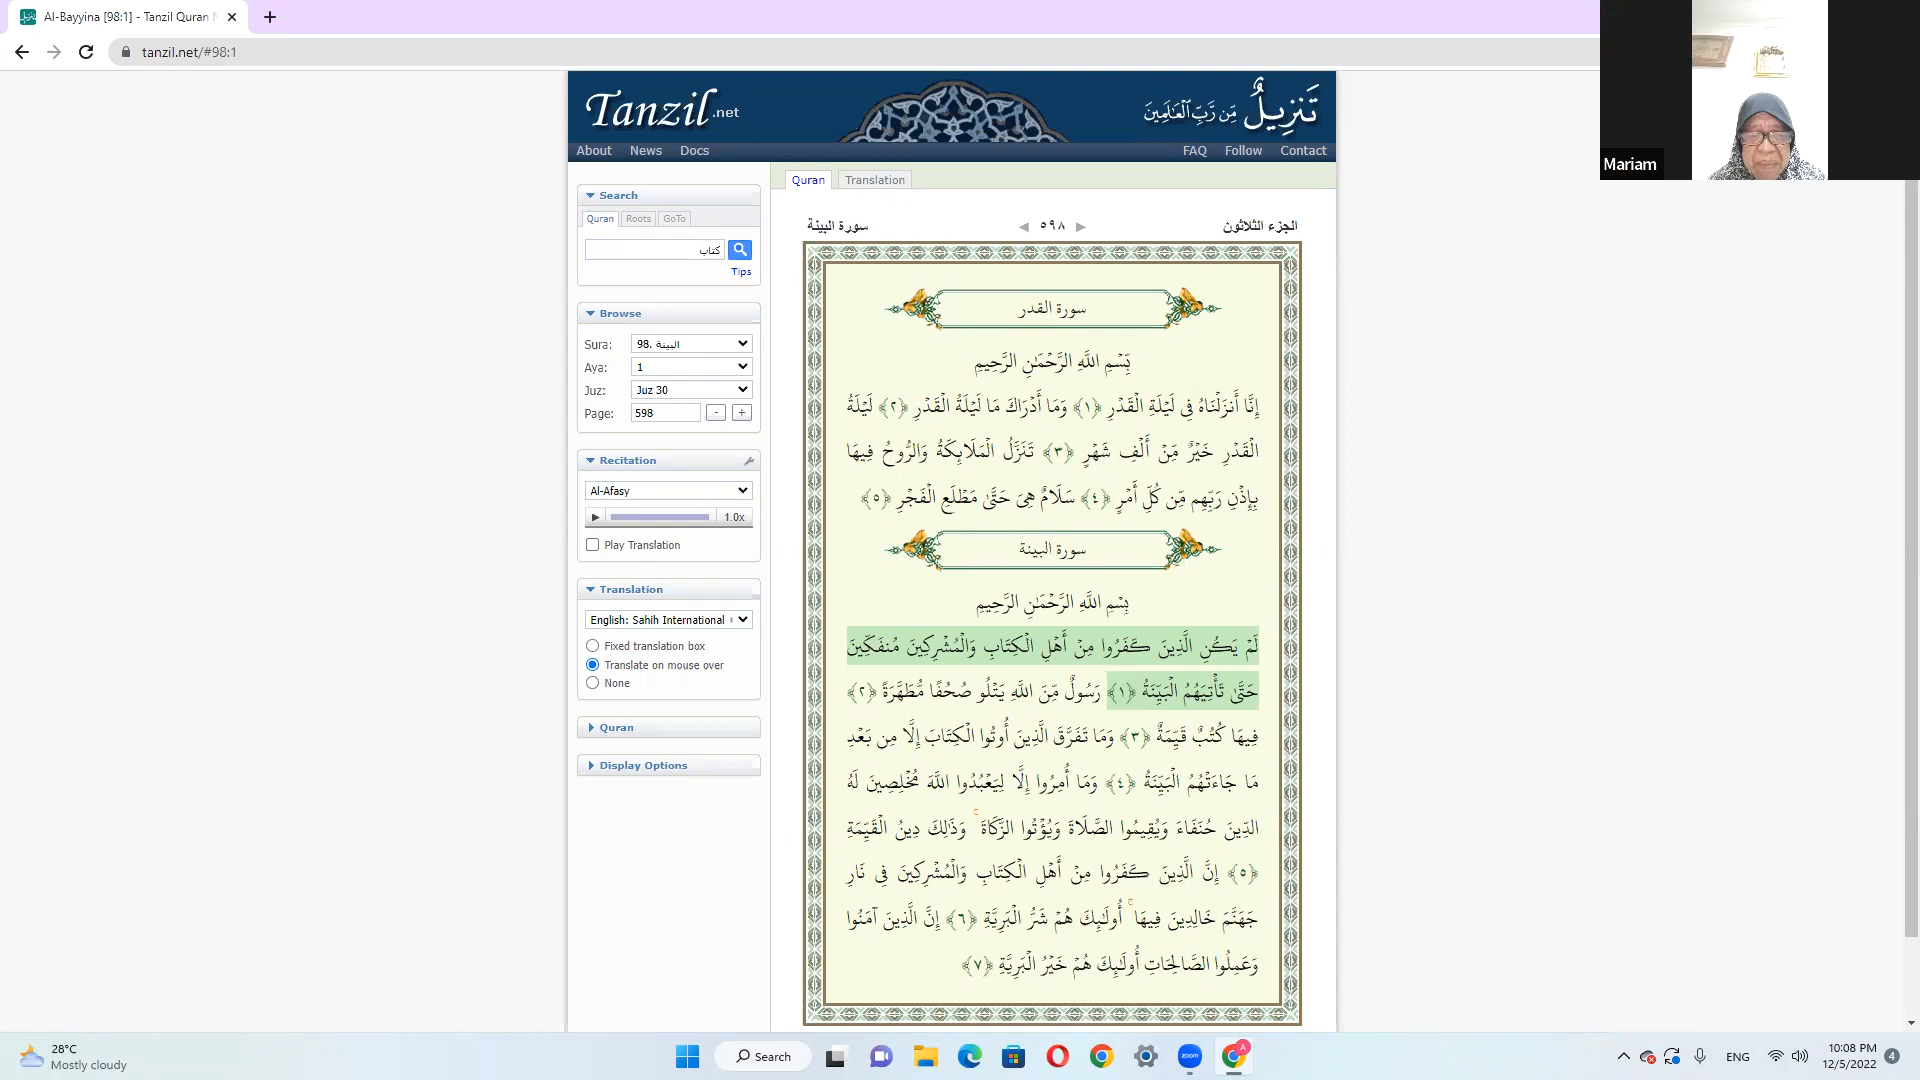 Al-Bayyina [98:1] - Tanzil Quran
tanzil.net/#98:1
Mariam
Tanzil.net
تَنزِيلٌ مِّن رَّبِّ الْعَالَمِينَ
About News Docs
FAQ Follow Contact
Search
Quran Roots GoTo
كتاب
Tips
Browse
Sura: 98. البينة
Aya: 1
Juz: Juz 30
Page: 598 - +
Recitation
Al-Afasy
1.0x
Play Translation
Translation
English: Sahih International
Fixed translation box
Translate on mouse over
None
Quran
Display Options
Quran Translation
الجزء الثلاثون ٥٩٨ سورة البينة
سورة القدر
بِّسْمِ اللَّهِ الرَّحْمَٰنِ الرَّحِيمِ
إِنَّا أَنزَلْنَاهُ فِي لَيْلَةِ الْقَدْرِ ﴿١﴾ وَمَا أَدْرَاكَ مَا لَيْلَةُ الْقَدْرِ ﴿٢﴾ لَيْلَةُ
الْقَدْرِ خَيْرٌ مِّنْ أَلْفِ شَهْرٍ ﴿٣﴾ تَنَزَّلُ الْمَلَائِكَةُ وَالرُّوحُ فِيهَا
بِإِذْنِ رَبِّهِم مِّن كُلِّ أَمْرٍ ﴿٤﴾ سَلَامٌ هِيَ حَتَّىٰ مَطْلَعِ الْفَجْرِ ﴿٥﴾
سورة البينة
بِسْمِ اللَّهِ الرَّحْمَٰنِ الرَّحِيمِ
لَمْ يَكُنِ الَّذِينَ كَفَرُوا مِنْ أَهْلِ الْكِتَابِ وَالْمُشْرِكِينَ مُنفَكِّينَ
حَتَّىٰ تَأْتِيَهُمُ الْبَيِّنَةُ ﴿١﴾ رَسُولٌ مِّنَ اللَّهِ يَتْلُو صُحُفًا مُّطَهَّرَةً ﴿٢﴾
فِيهَا كُتُبٌ قَيِّمَةٌ ﴿٣﴾ وَمَا تَفَرَّقَ الَّذِينَ أُوتُوا الْكِتَابَ إِلَّا مِن بَعْدِ
مَا جَاءَتْهُمُ الْبَيِّنَةُ ﴿٤﴾ وَمَا أُمِرُوا إِلَّا لِيَعْبُدُوا اللَّهَ مُخْلِصِينَ لَهُ
الدِّينَ حُنَفَاءَ وَيُقِيمُوا الصَّلَاةَ وَيُؤْتُوا الزَّكَاةَ ۚ وَذَٰلِكَ دِينُ الْقَيِّمَةِ
﴿٥﴾ إِنَّ الَّذِينَ كَفَرُوا مِنْ أَهْلِ الْكِتَابِ وَالْمُشْرِكِينَ فِي نَارِ
جَهَنَّمَ خَالِدِينَ فِيهَا ۚ أُولَٰئِكَ هُمْ شَرُّ الْبَرِيَّةِ ﴿٦﴾ إِنَّ الَّذِينَ آمَنُوا
وَعَمِلُوا الصَّالِحَاتِ أُولَٰئِكَ هُمْ خَيْرُ الْبَرِيَّةِ ﴿٧﴾
28°C
Mostly cloudy
Search
zoom
A
ENG
10:08 PM
12/5/2022
4